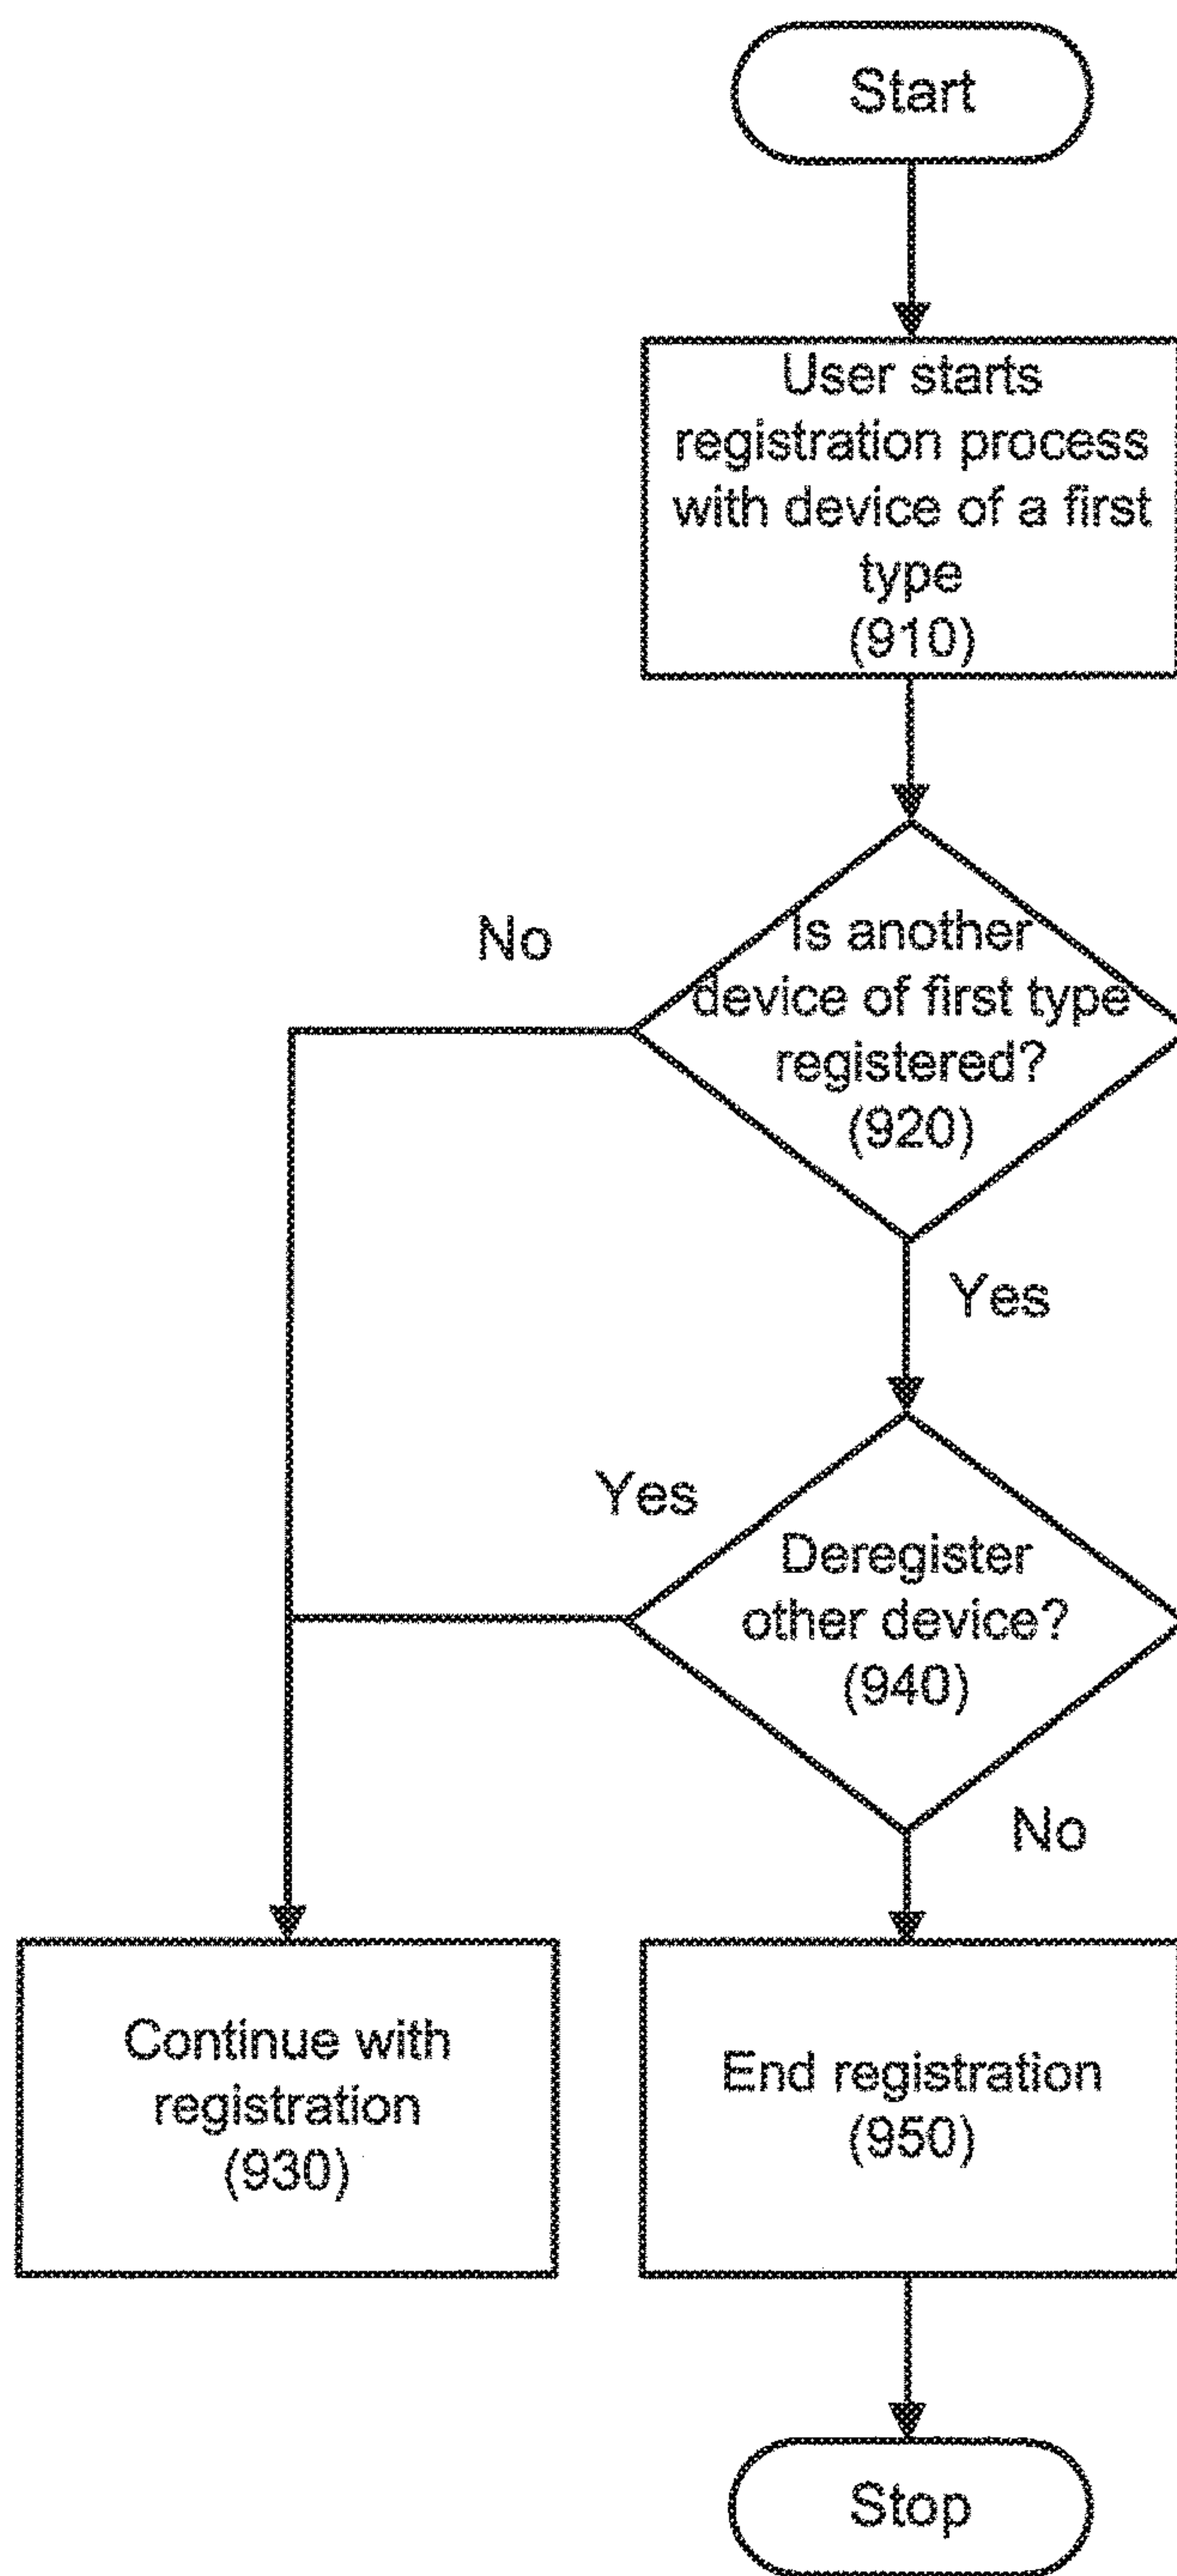 Start
User starts
registration process
with device of a first
type
(910)
No
Is another
device of first type
registered?
(920)
Yes
Yes
Deregister
other device?
(940)
No
Continue with
registration
(930)
End registration
(950)
Stop